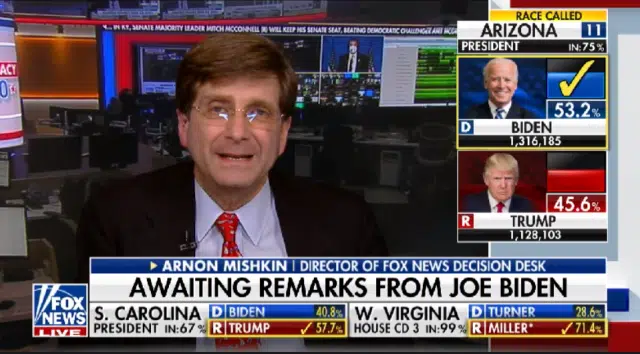 IN KY, SENATE MAJORITY LEADER MITCH MCCONNELL (R) WILL KEEP HIS SENATE SEAT, BEATING DEMOCRATIC CHALLENGER
RACE CALLED
ARIZONA 11
PRESIDENT IN:75%
53.2%
D BIDEN
1,316,185
45.6%
R TRUMP
1,128,103
ARNON MISHKIN | DIRECTOR OF FOX NEWS DECISION DESK
AWAITING REMARKS FROM JOE BIDEN
FOX
NEWS
LIVE
S. CAROLINA D BIDEN 40.8%
PRESIDENT IN:67% R TRUMP ✓ 57.7%
W. VIRGINIA D TURNER 28.6%
HOUSE CD 3 IN:99% R MILLER* ✓ 71.4%